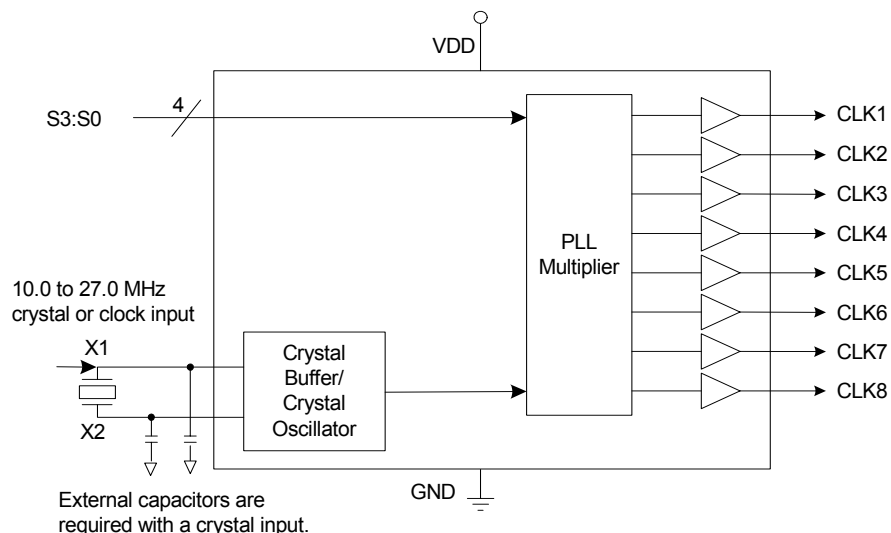 VDD
S3:S0
4
CLK1
CLK2
CLK3
CLK4
CLK5
CLK6
CLK7
CLK8
PLL
Multiplier
10.0 to 27.0 MHz
crystal or clock input
X1
X2
Crystal
Buffer/
Crystal
Oscillator
GND
External capacitors are
required with a crystal input.